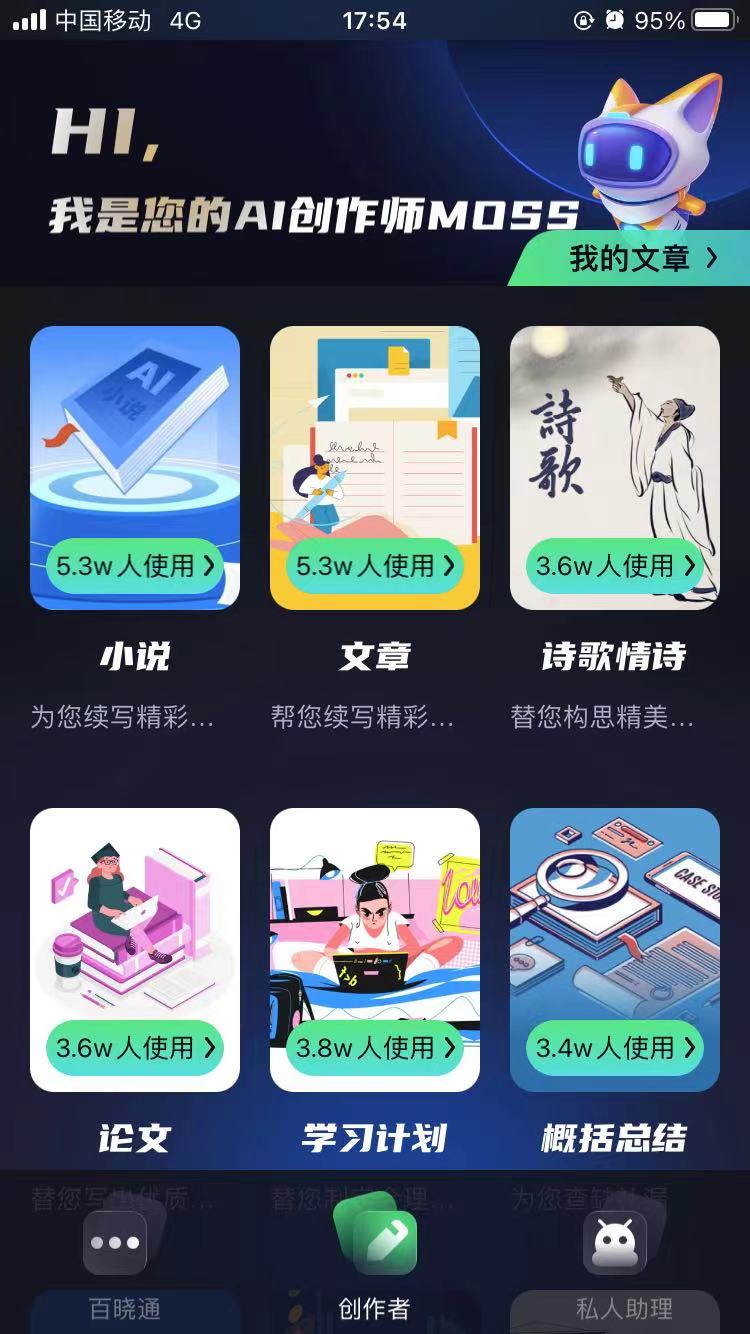 中国移动 4G 17:54 95%
HI,
我是您的AI创作师MOSS
我的文章
AI
小说
詩
歌
CASE STU
5.3w人使用
5.3w人使用
3.6w人使用
小说
文章
诗歌情诗
为您续写精彩...
帮您续写精彩...
替您构思精美...
3.6w人使用
3.8w人使用
3.4w人使用
论文
学习计划
概括总结
替您写出优质...
替您制定合理...
为您查缺补漏
百晓通
创作者
私人助理